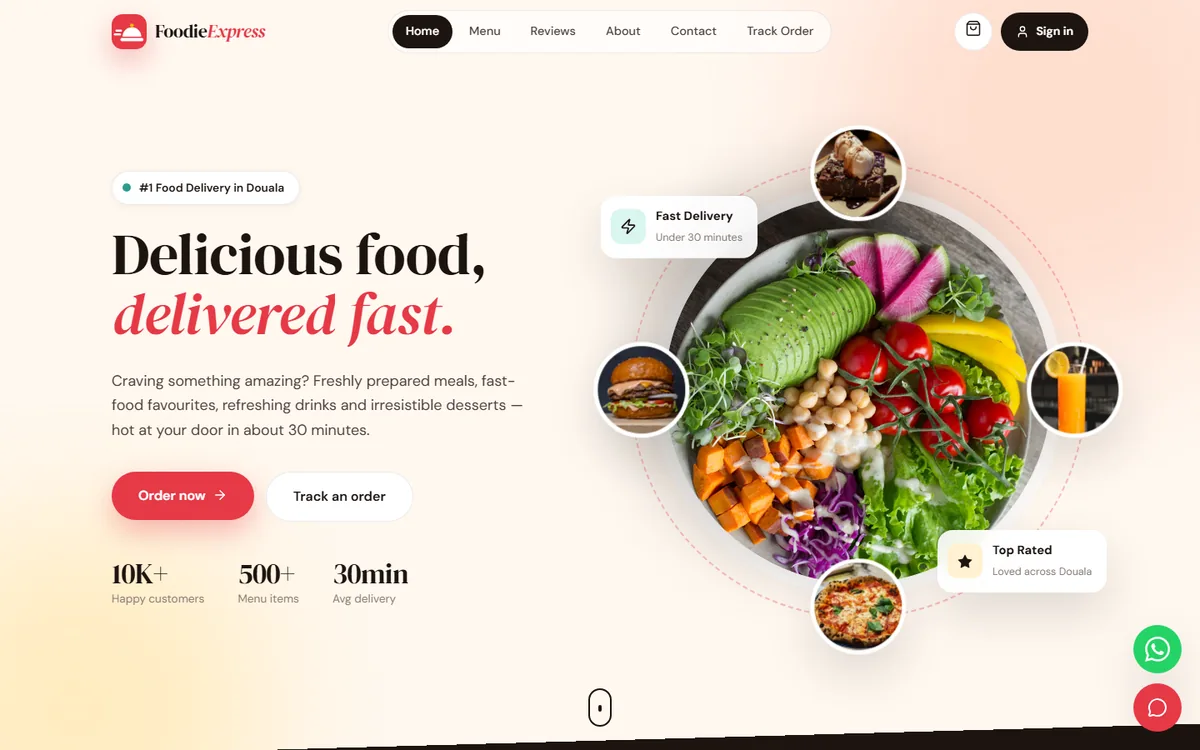 FoodieExpress
Home Menu Reviews About Contact Track Order
Sign in
#1 Food Delivery in Douala
Delicious food,
delivered fast.
Craving something amazing? Freshly prepared meals, fast-
food favourites, refreshing drinks and irresistible desserts —
hot at your door in about 30 minutes.
Order now →
Track an order
10K+ 500+ 30min
Happy customers Menu items Avg delivery
Fast Delivery
Under 30 minutes
Top Rated
Loved across Douala